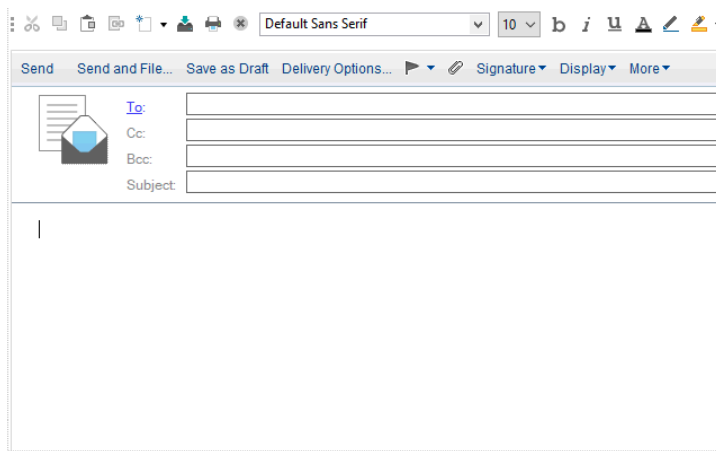 Default Sans Serif 10 b i u A
Send Send and File... Save as Draft Delivery Options... Signature Display More
To:
Cc:
Bcc:
Subject: